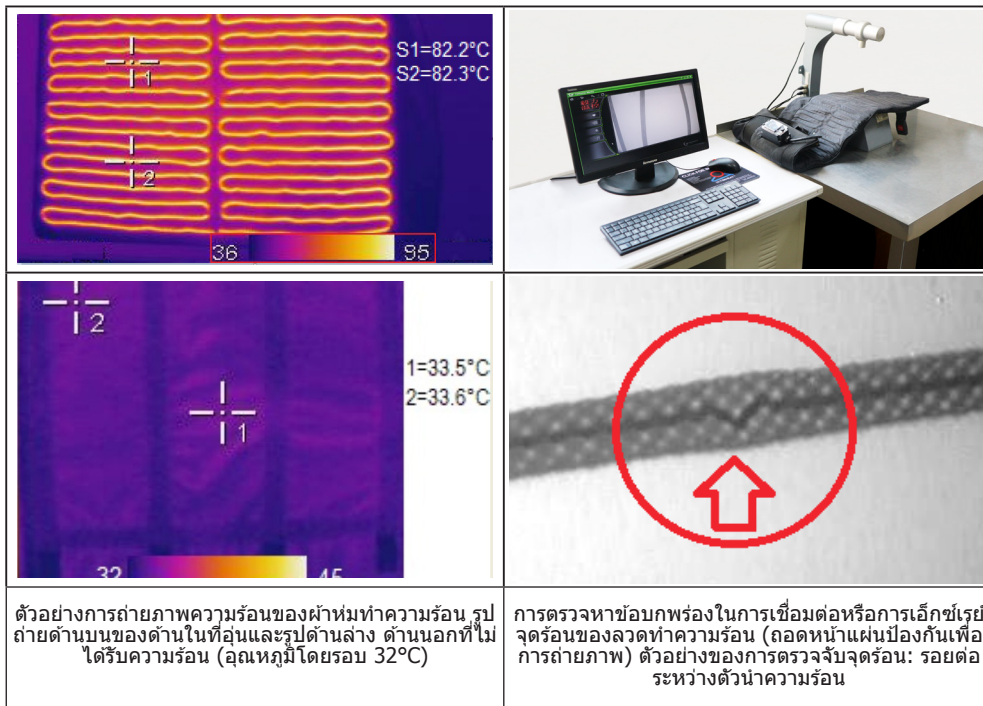 S1=82.2°C
S2=82.3°C
1
2
36
95
2
1=33.5°C
2=33.6°C
1
32
45
ตัวอย่างการถ่ายภาพความร้อนของผ้าห่มทำความร้อน รูป
ถ่ายด้านบนของด้านในที่อุ่นและรูปด้านล่าง ด้านนอกที่ไม่
ได้รับความร้อน (อุณหภูมิโดยรอบ 32°C)
การตรวจหาข้อบกพร่องในการเชื่อมต่อหรือการเอ็กซ์เรย์
จุดร้อนของลวดทำความร้อน (ถอดหน้าแผ่นป้องกันเพื่อ
การถ่ายภาพ) ตัวอย่างของการตรวจจับจุดร้อน: รอยต่อ
ระหว่างตัวนำความร้อน